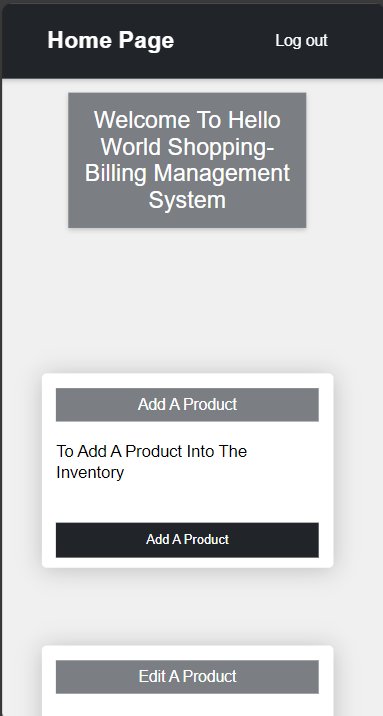 Home Page
Log out
Welcome To Hello
World Shopping-
Billing Management
System
Add A Product
To Add A Product Into The
Inventory
Add A Product
Edit A Product